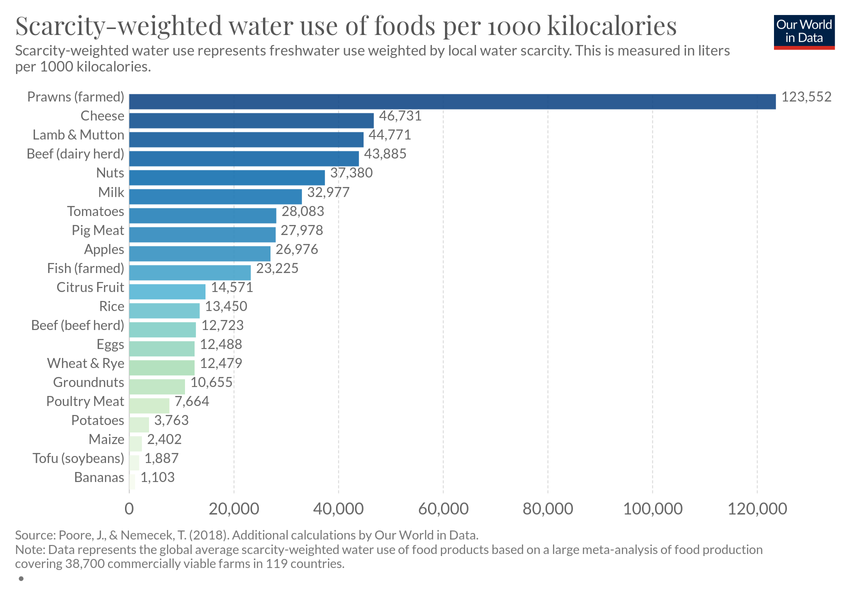 Scarcity-weighted water use of foods per 1000 kilocalories
Our World
in Data
Scarcity-weighted water use represents freshwater use weighted by local water scarcity. This is measured in liters
per 1000 kilocalories.
Prawns (farmed) 123,552
Cheese 46,731
Lamb & Mutton 44,771
Beef (dairy herd) 43,885
Nuts 37,380
Milk 32,977
Tomatoes 28,083
Pig Meat 27,978
Apples 26,976
Fish (farmed) 23,225
Citrus Fruit 14,571
Rice 13,450
Beef (beef herd) 12,723
Eggs 12,488
Wheat & Rye 12,479
Groundnuts 10,655
Poultry Meat 7,664
Potatoes 3,763
Maize 2,402
Tofu (soybeans) 1,887
Bananas 1,103
0 20,000 40,000 60,000 80,000 100,000 120,000
Source: Poore, J., & Nemecek, T. (2018). Additional calculations by Our World in Data.
Note: Data represents the global average scarcity-weighted water use of food products based on a large meta-analysis of food production
covering 38,700 commercially viable farms in 119 countries.
•